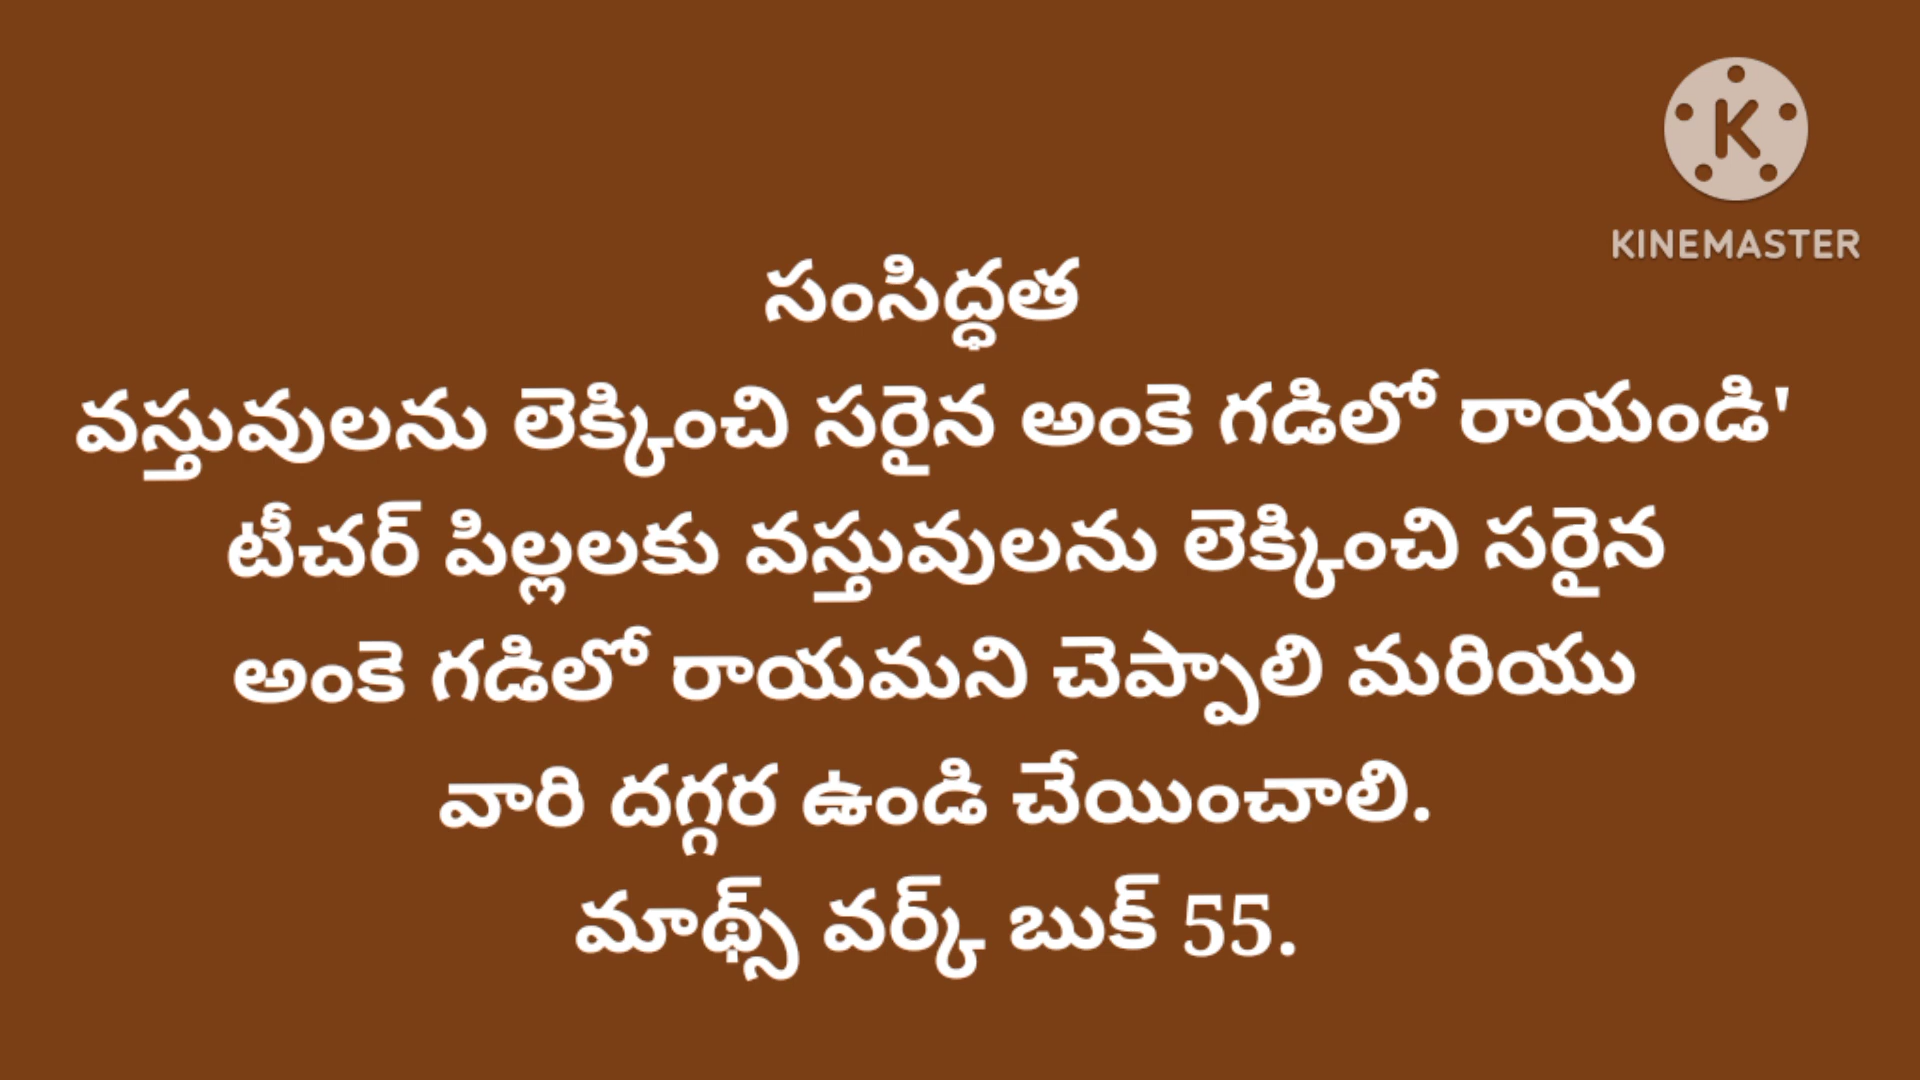 KINEMASTER
సంసిద్ధత
వస్తువులను లెక్కించి సరైన అంకె గడిలో రాయండి'
టీచర్ పిల్లలకు వస్తువులను లెక్కించి సరైన
అంకె గడిలో రాయమని చెప్పాలి మరియు
వారి దగ్గర ఉండి చేయించాలి.
మాథ్స్ వర్క్ బుక్ 55.